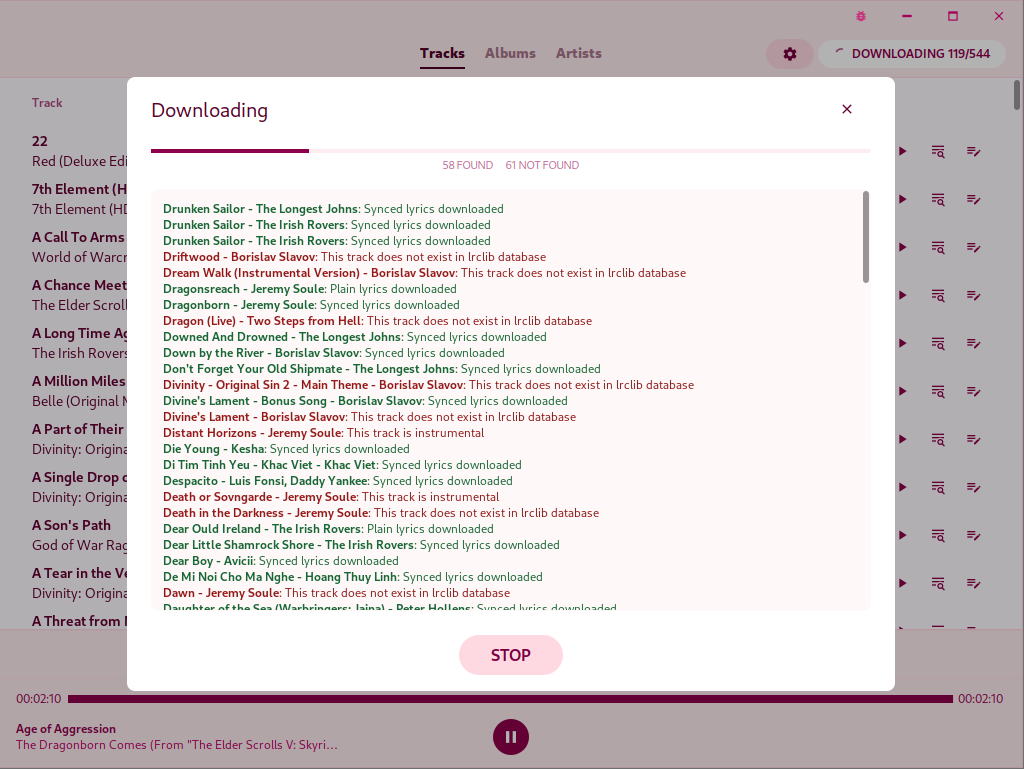 Tracks Albums Artists
DOWNLOADING 119/544
Downloading
58 FOUND 61 NOT FOUND
Drunken Sailor - The Longest Johns: Synced lyrics downloaded
Drunken Sailor - The Irish Rovers: Synced lyrics downloaded
Drunken Sailor - The Irish Rovers: Synced lyrics downloaded
Driftwood - Borislav Slavov: This track does not exist in lrclib database
Dream Walk (Instrumental Version) - Borislav Slavov: This track does not exist in lrclib database
Dragonsreach - Jeremy Soule: Plain lyrics downloaded
Dragonborn - Jeremy Soule: Synced lyrics downloaded
Dragon (Live) - Two Steps from Hell: This track does not exist in lrclib database
Downed And Drowned - The Longest Johns: Synced lyrics downloaded
Down by the River - Borislav Slavov: Synced lyrics downloaded
Don't Forget Your Old Shipmate - The Longest Johns: Synced lyrics downloaded
Divinity - Original Sin 2 - Main Theme - Borislav Slavov: This track does not exist in lrclib database
Divine's Lament - Bonus Song - Borislav Slavov: Synced lyrics downloaded
Divine's Lament - Borislav Slavov: This track does not exist in lrclib database
Distant Horizons - Jeremy Soule: This track is instrumental
Die Young - Kesha: Synced lyrics downloaded
Di Tim Tinh Yeu - Khac Viet - Khac Viet: Synced lyrics downloaded
Despacito - Luis Fonsi, Daddy Yankee: Synced lyrics downloaded
Death or Sovngarde - Jeremy Soule: This track is instrumental
Death in the Darkness - Jeremy Soule: This track does not exist in lrclib database
Dear Ould Ireland - The Irish Rovers: Plain lyrics downloaded
Dear Little Shamrock Shore - The Irish Rovers: Synced lyrics downloaded
Dear Boy - Avicii: Synced lyrics downloaded
De Mi Noi Cho Ma Nghe - Hoang Thuy Linh: Synced lyrics downloaded
Dawn - Jeremy Soule: This track does not exist in lrclib database
Daughter of the Sea (Warbringers: Jaina) - Peter Hollens: Synced lyrics downloaded
STOP
Track
22
Red (Deluxe Edi
7th Element (H
7th Element (HD
A Call To Arms
World of Warcr
A Chance Meet
The Elder Scroll
A Long Time Ag
The Irish Rovers
A Million Miles
Belle (Original M
A Part of Their
Divinity: Origina
A Single Drop o
Divinity: Origina
A Son's Path
God of War Rag
A Tear in the Ve
Divinity: Origina
A Threat from
00:02:10
00:02:10
Age of Aggression
The Dragonborn Comes (From "The Elder Scrolls V: Skyri...